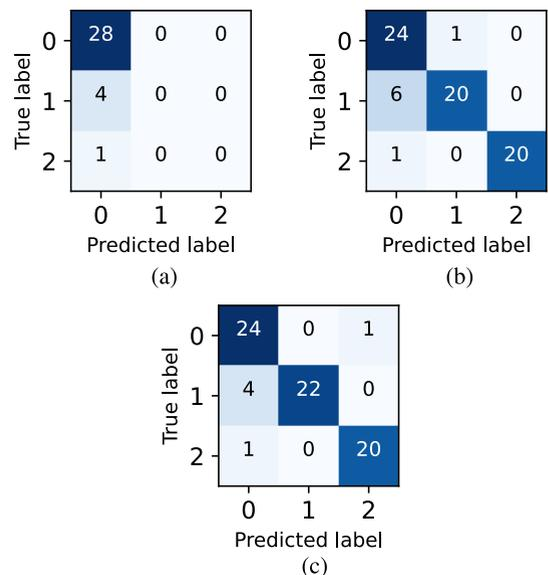 0 28 0 0
True label
1 4 0 0
2 1 0 0
0 1 2
Predicted label
(a)
0 24 1 0
True label
1 6 20 0
2 1 0 20
0 1 2
Predicted label
(b)
0 24 0 1
True label
1 4 22 0
2 1 0 20
0 1 2
Predicted label
(c)